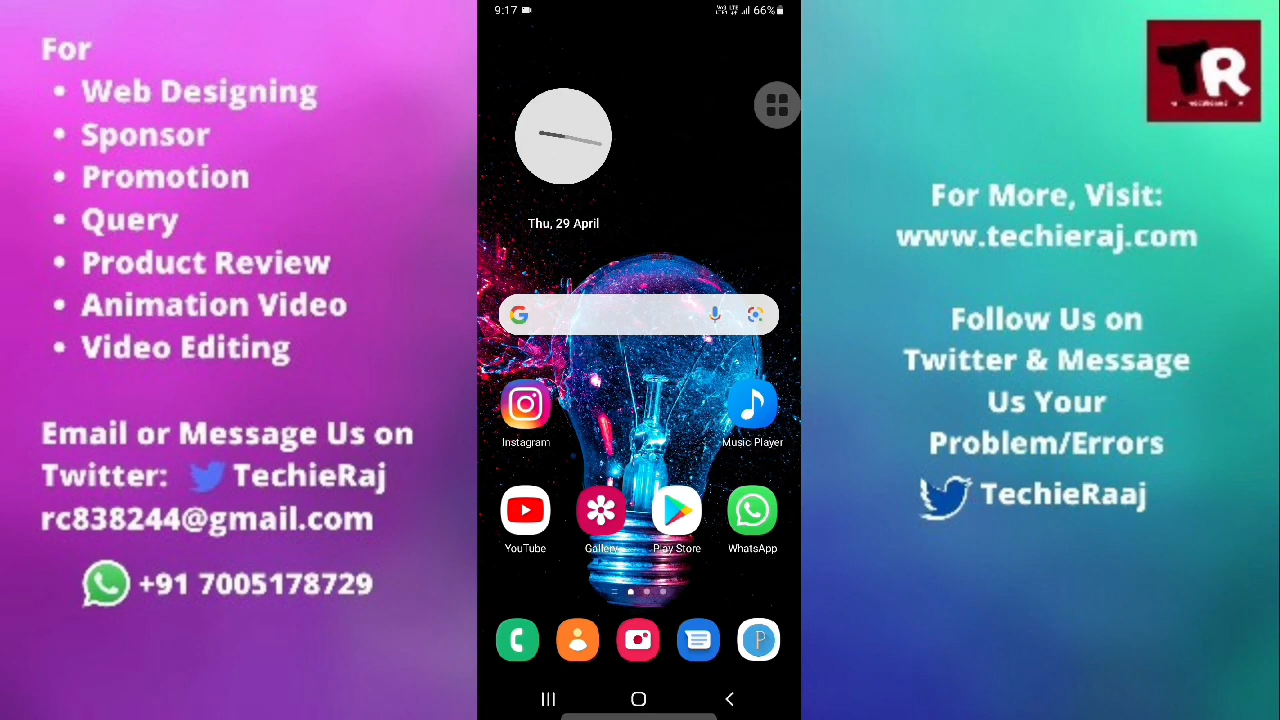 For
• Web Designing
• Sponsor
• Promotion
• Query
• Product Review
• Animation Video
• Video Editing
Email or Message Us on
Twitter: TechieRaj
rc838244@gmail.com
+91 7005178729
9:17
66%
Thu, 29 April
Instagram
Music Player
YouTube
Gallery
Play Store
WhatsApp
TR
For More, Visit:
www.techieraj.com
Follow Us on
Twitter & Message
Us Your
Problem/Errors
TechieRaaj